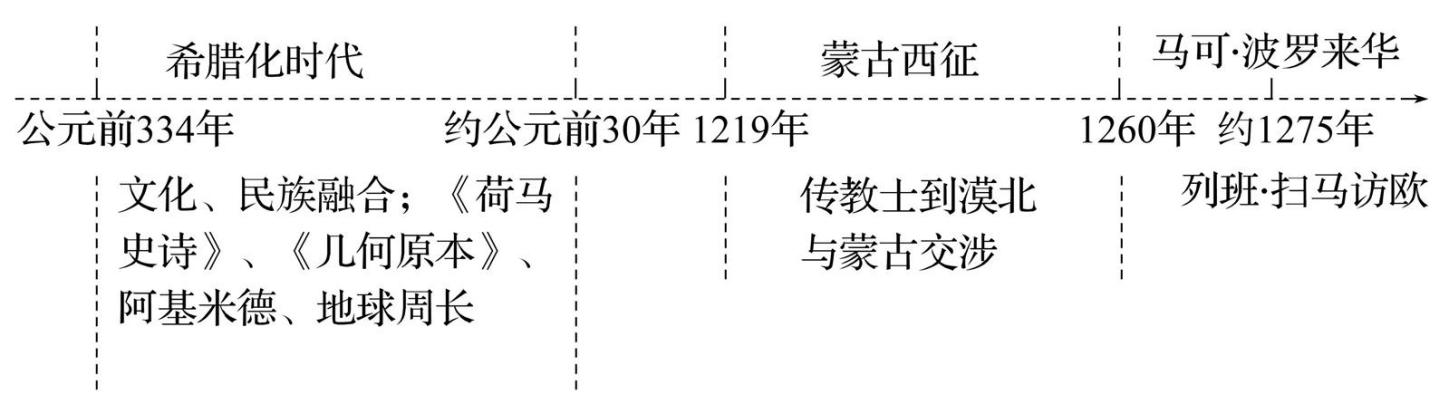 希腊化时代
蒙古西征
马可·波罗来华
公元前334年
约公元前30年
1219年
1260年
约1275年
文化、民族融合；《荷马
史诗》、《几何原本》、
阿基米德、地球周长
传教士到漠北
与蒙古交涉
列班·扫马访欧